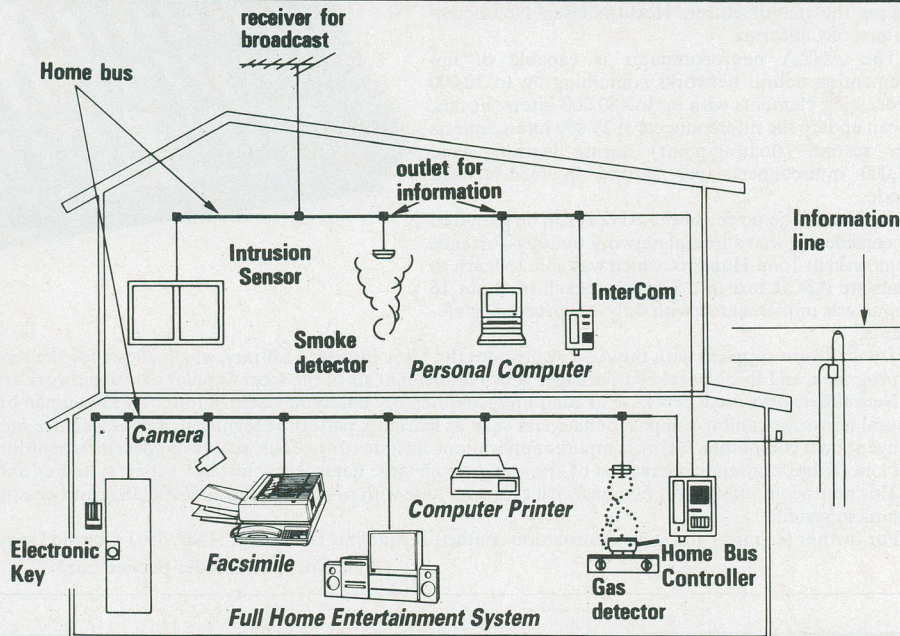 receiver for
broadcast
Home bus
outlet for
information
Information
line
Intrusion
Sensor
InterCom
Smoke
detector
Personal Computer
Camera
Computer Printer
Electronic
Key
Facsimile
Home Bus
Controller
Gas
detector
Full Home Entertainment System